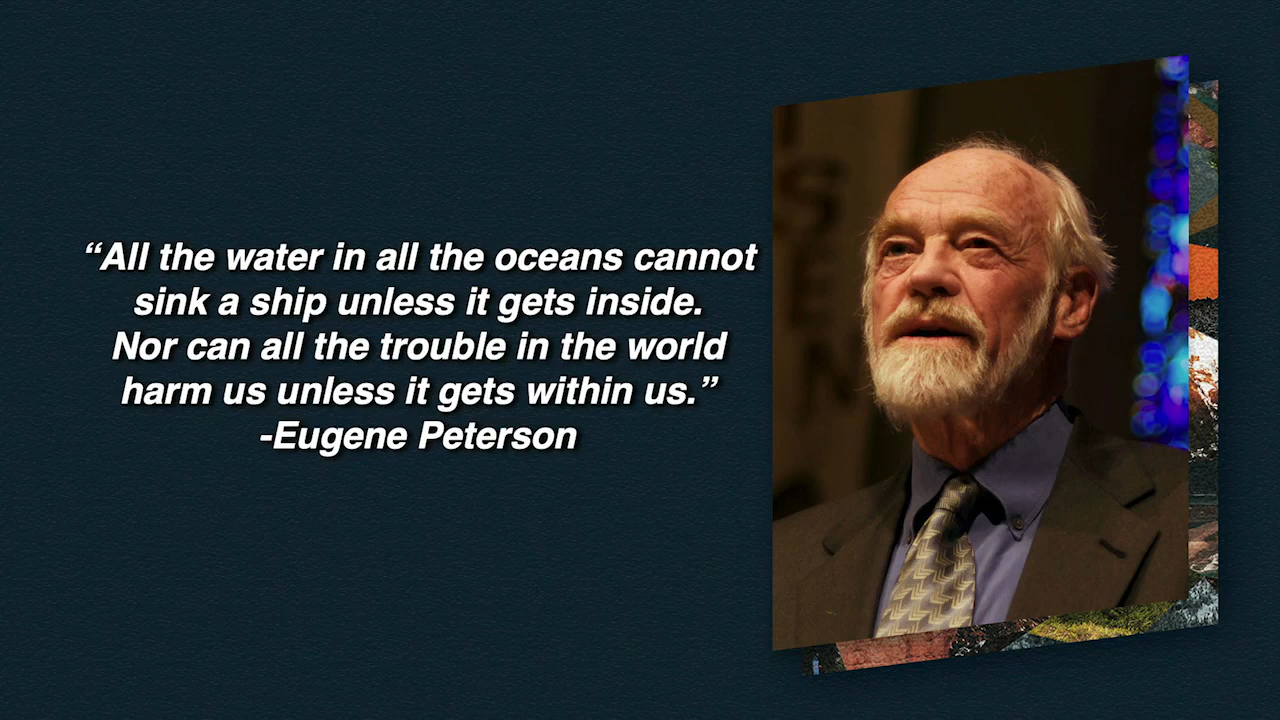 “All the water in all the oceans cannot
sink a ship unless it gets inside.
Nor can all the trouble in the world
harm us unless it gets within us.”
-Eugene Peterson